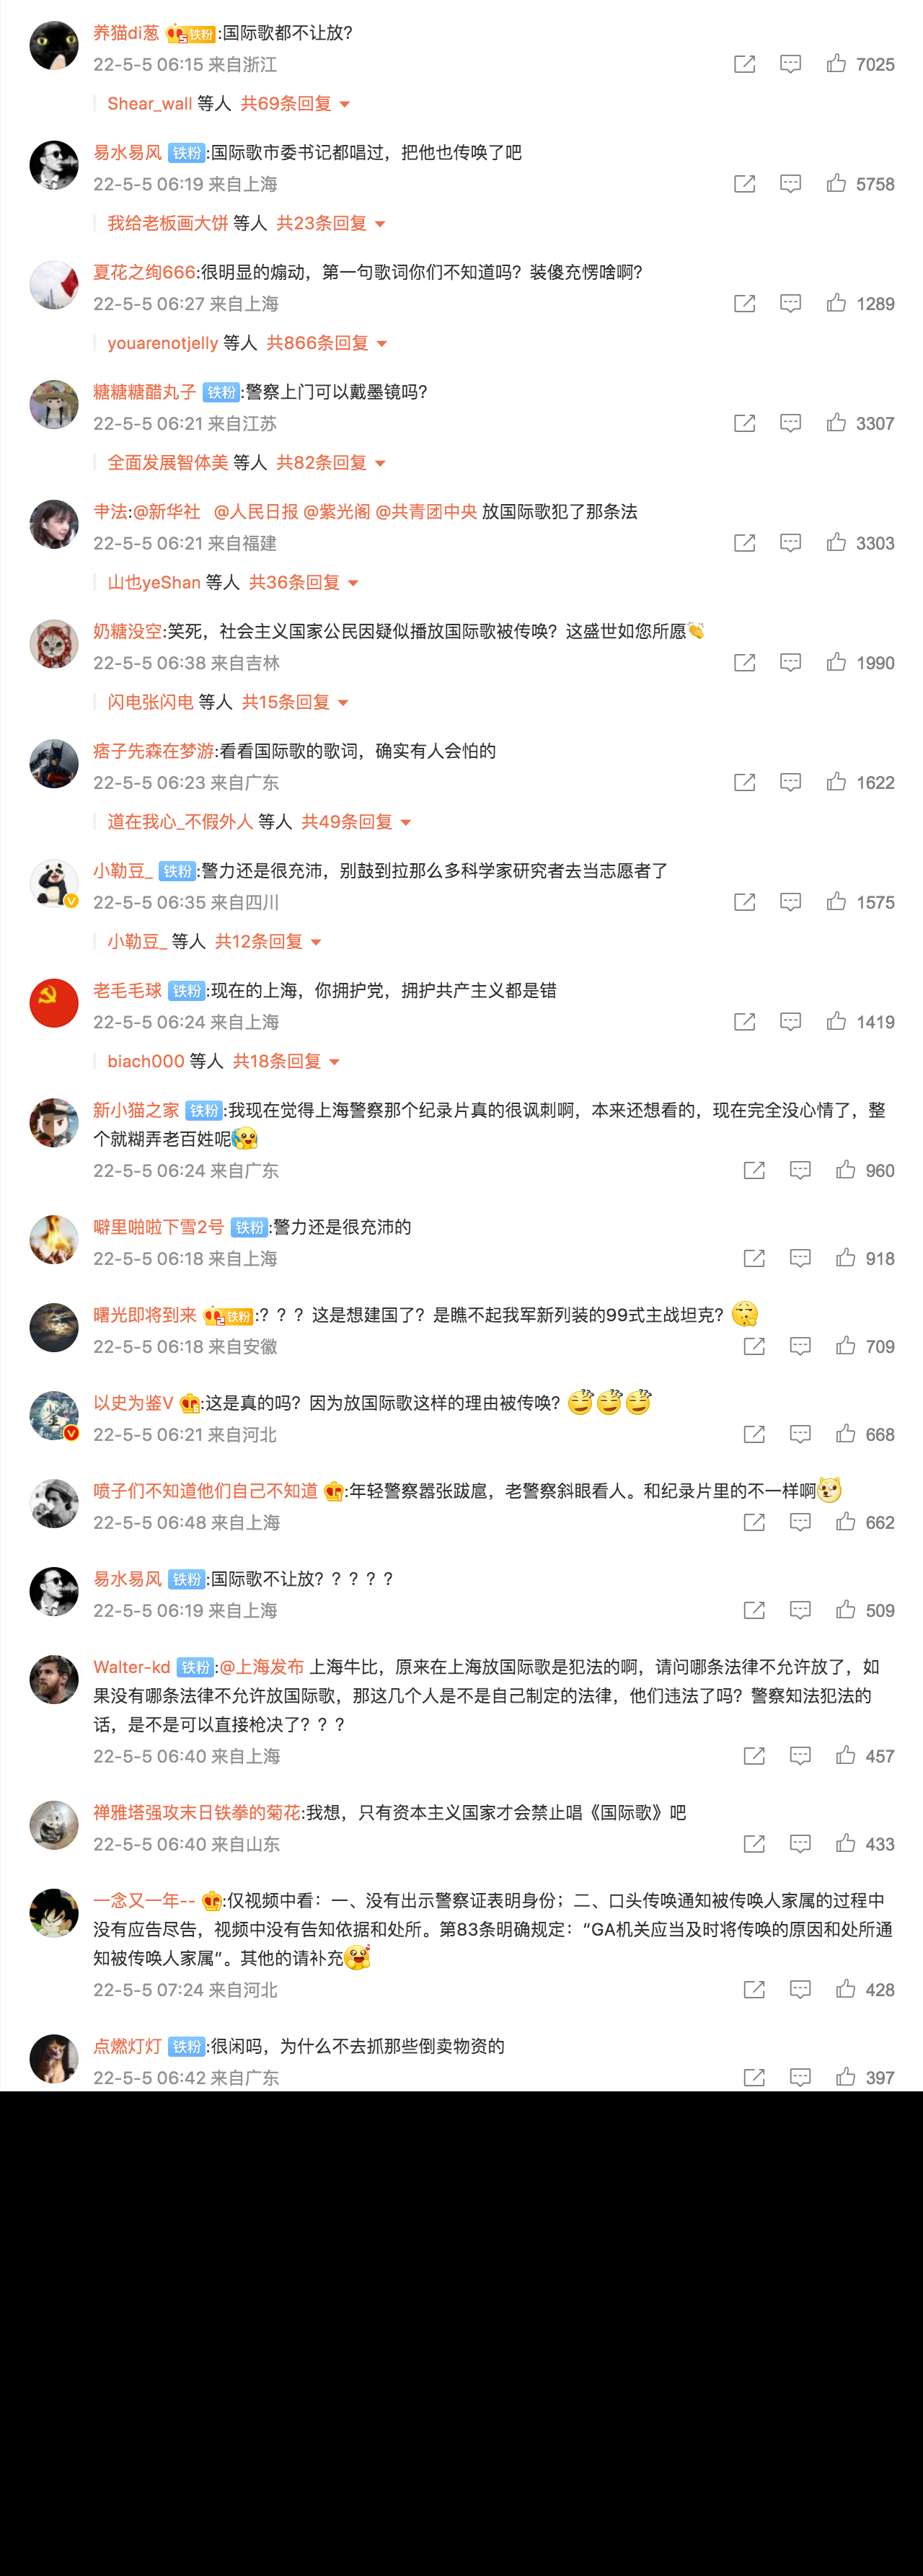 养猫di葱 5 铁粉:国际歌都不让放?
22-5-5 06:15 来自浙江 7025
Shear_wall 等人 共69条回复
易水易风 铁粉:国际歌市委书记都唱过，把他也传唤了吧
22-5-5 06:19 来自上海 5758
我给老板画大饼 等人 共23条回复
夏花之绚666:很明显的煽动，第一句歌词你们不知道吗？装傻充愣啥啊？
22-5-5 06:27 来自上海 1289
youarenotjelly 等人 共866条回复
糖糖糖醋丸子 铁粉:警察上门可以戴墨镜吗？
22-5-5 06:21 来自江苏 3307
全面发展智体美 等人 共82条回复
肀法:@新华社 @人民日报 @紫光阁 @共青团中央 放国际歌犯了那条法
22-5-5 06:21 来自福建 3303
山也yeShan 等人 共36条回复
奶糖没空:笑死，社会主义国家公民因疑似播放国际歌被传唤？这盛世如您所愿👏
22-5-5 06:38 来自吉林 1990
闪电张闪电 等人 共15条回复
痞子先森在梦游:看看国际歌的歌词，确实有人会怕的
22-5-5 06:23 来自广东 1622
道在我心_不假外人 等人 共49条回复
小勒豆_ 铁粉:警力还是很充沛，别鼓到拉那么多科学家研究者去当志愿者了
22-5-5 06:35 来自四川 1575
小勒豆_ 等人 共12条回复
老毛毛球 铁粉:现在的上海，你拥护党，拥护共产主义都是错
22-5-5 06:24 来自上海 1419
biach000 等人 共18条回复
新小猫之家 铁粉:我现在觉得上海警察那个纪录片真的很讽刺啊，本来还想看的，现在完全没心情了，整
个就糊弄老百姓呢
22-5-5 06:24 来自广东 960
噼里啪啦下雪2号 铁粉:警力还是很充沛的
22-5-5 06:18 来自上海 918
曙光即将到来 铁粉:？？？这是想建国了？是瞧不起我军新列装的99式主战坦克？
22-5-5 06:18 来自安徽 709
以史为鉴V:这是真的吗？因为放国际歌这样的理由被传唤？
22-5-5 06:21 来自河北 668
喷子们不知道他们自己不知道:年轻警察嚣张跋扈，老警察斜眼看人。和纪录片里的不一样啊
22-5-5 06:48 来自上海 662
易水易风 铁粉:国际歌不让放？？？？？
22-5-5 06:19 来自上海 509
Walter-kd 铁粉:@上海发布 上海牛比，原来在上海放国际歌是犯法的啊，请问哪条法律不允许放了，如
果没有哪条法律不允许放国际歌，那这几个人是不是自己制定的法律，他们违法了吗？警察知法犯法的
话，是不是可以直接枪决了？？？
22-5-5 06:40 来自上海 457
禅雅塔强攻末日铁拳的菊花:我想，只有资本主义国家才会禁止唱《国际歌》吧
22-5-5 06:40 来自山东 433
一念又一年--:仅视频中看：一、没有出示警察证表明身份；二、口头传唤通知被传唤人家属的过程中
没有应告尽告，视频中没有告知依据和处所。第83条明确规定：“GA机关应当及时将传唤的原因和处所通
知被传唤人家属”。其他的请补充
22-5-5 07:24 来自河北 428
点燃灯灯 铁粉:很闲吗，为什么不去抓那些倒卖物资的
22-5-5 06:42 来自广东 397